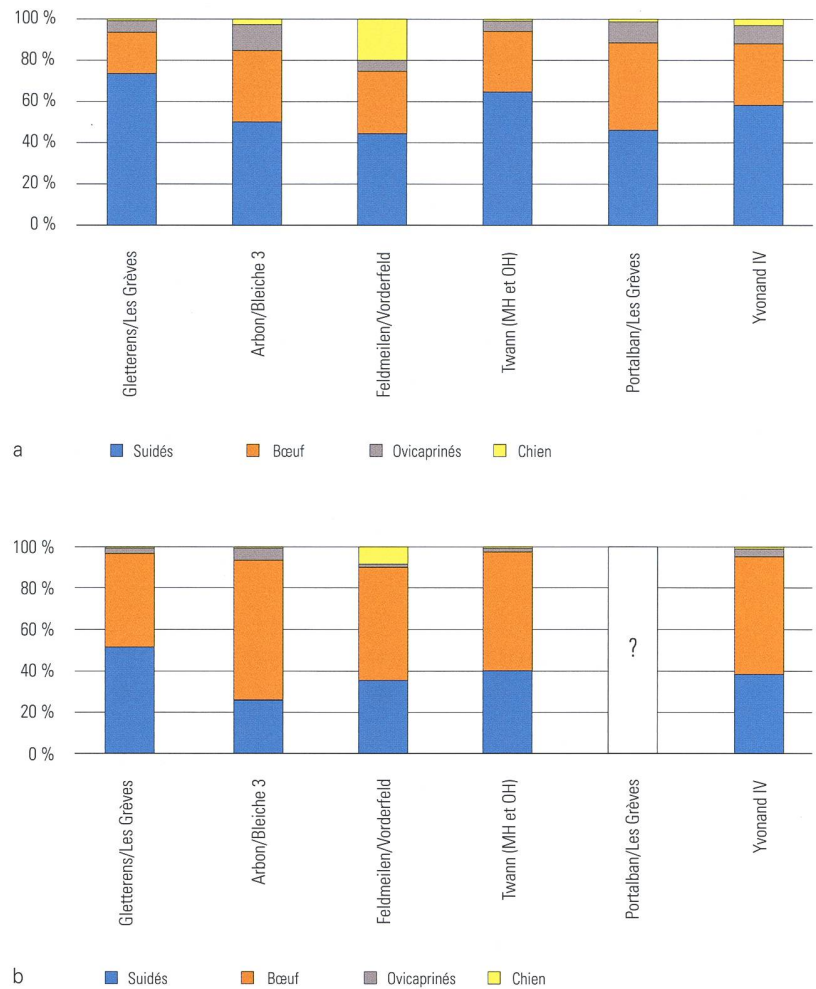 100 %
80 %
60 %
40 %
20 %
0 %
Gletterens/Les Grèves
Arbon/Bleiche 3
Feldmeilen/Vorderfeld
Twann (MH et OH)
Portalban/Les Grèves
Yvonand IV
a Suidés Bœuf Ovicaprinés Chien
100 %
80 %
60 %
40 %
20 %
0 %
?
Gletterens/Les Grèves
Arbon/Bleiche 3
Feldmeilen/Vorderfeld
Twann (MH et OH)
Portalban/Les Grèves
Yvonand IV
b Suidés Bœuf Ovicaprinés Chien